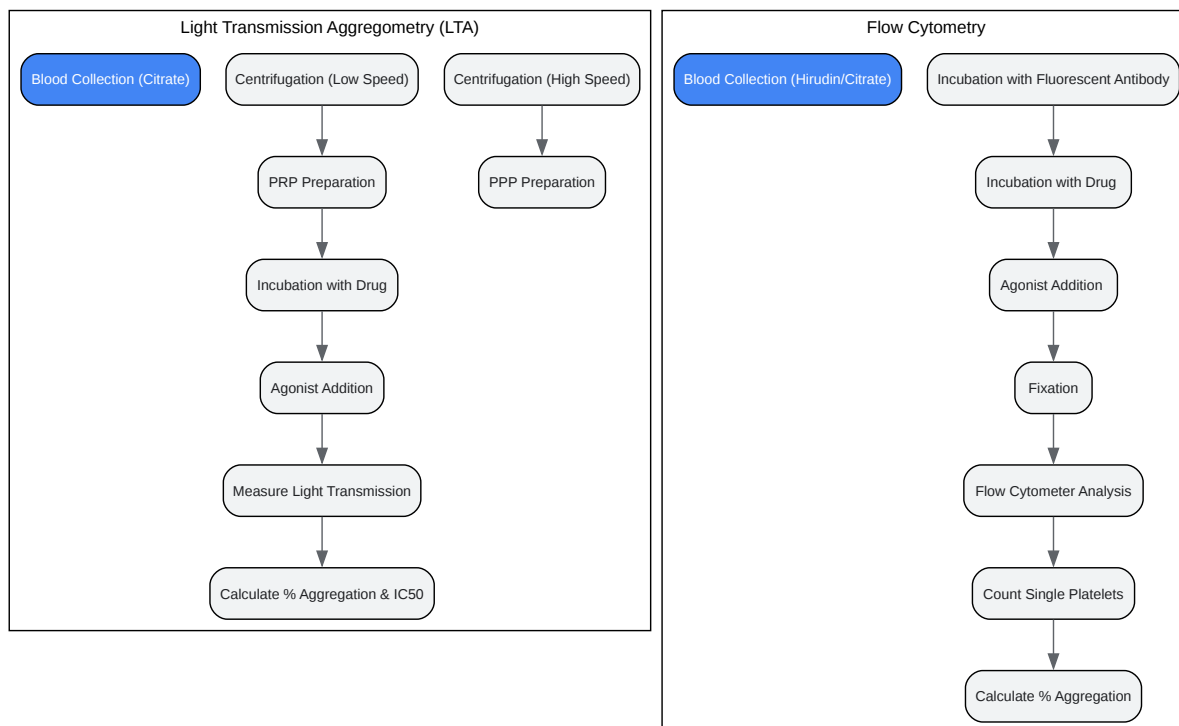 Light Transmission Aggregometry (LTA)
Blood Collection (Citrate)
Centrifugation (Low Speed)
Centrifugation (High Speed)
PRP Preparation
PPP Preparation
Incubation with Drug
Agonist Addition
Measure Light Transmission
Calculate % Aggregation & IC50
Flow Cytometry
Blood Collection (Hirudin/Citrate)
Incubation with Fluorescent Antibody
Incubation with Drug
Agonist Addition
Fixation
Flow Cytometer Analysis
Count Single Platelets
Calculate % Aggregation